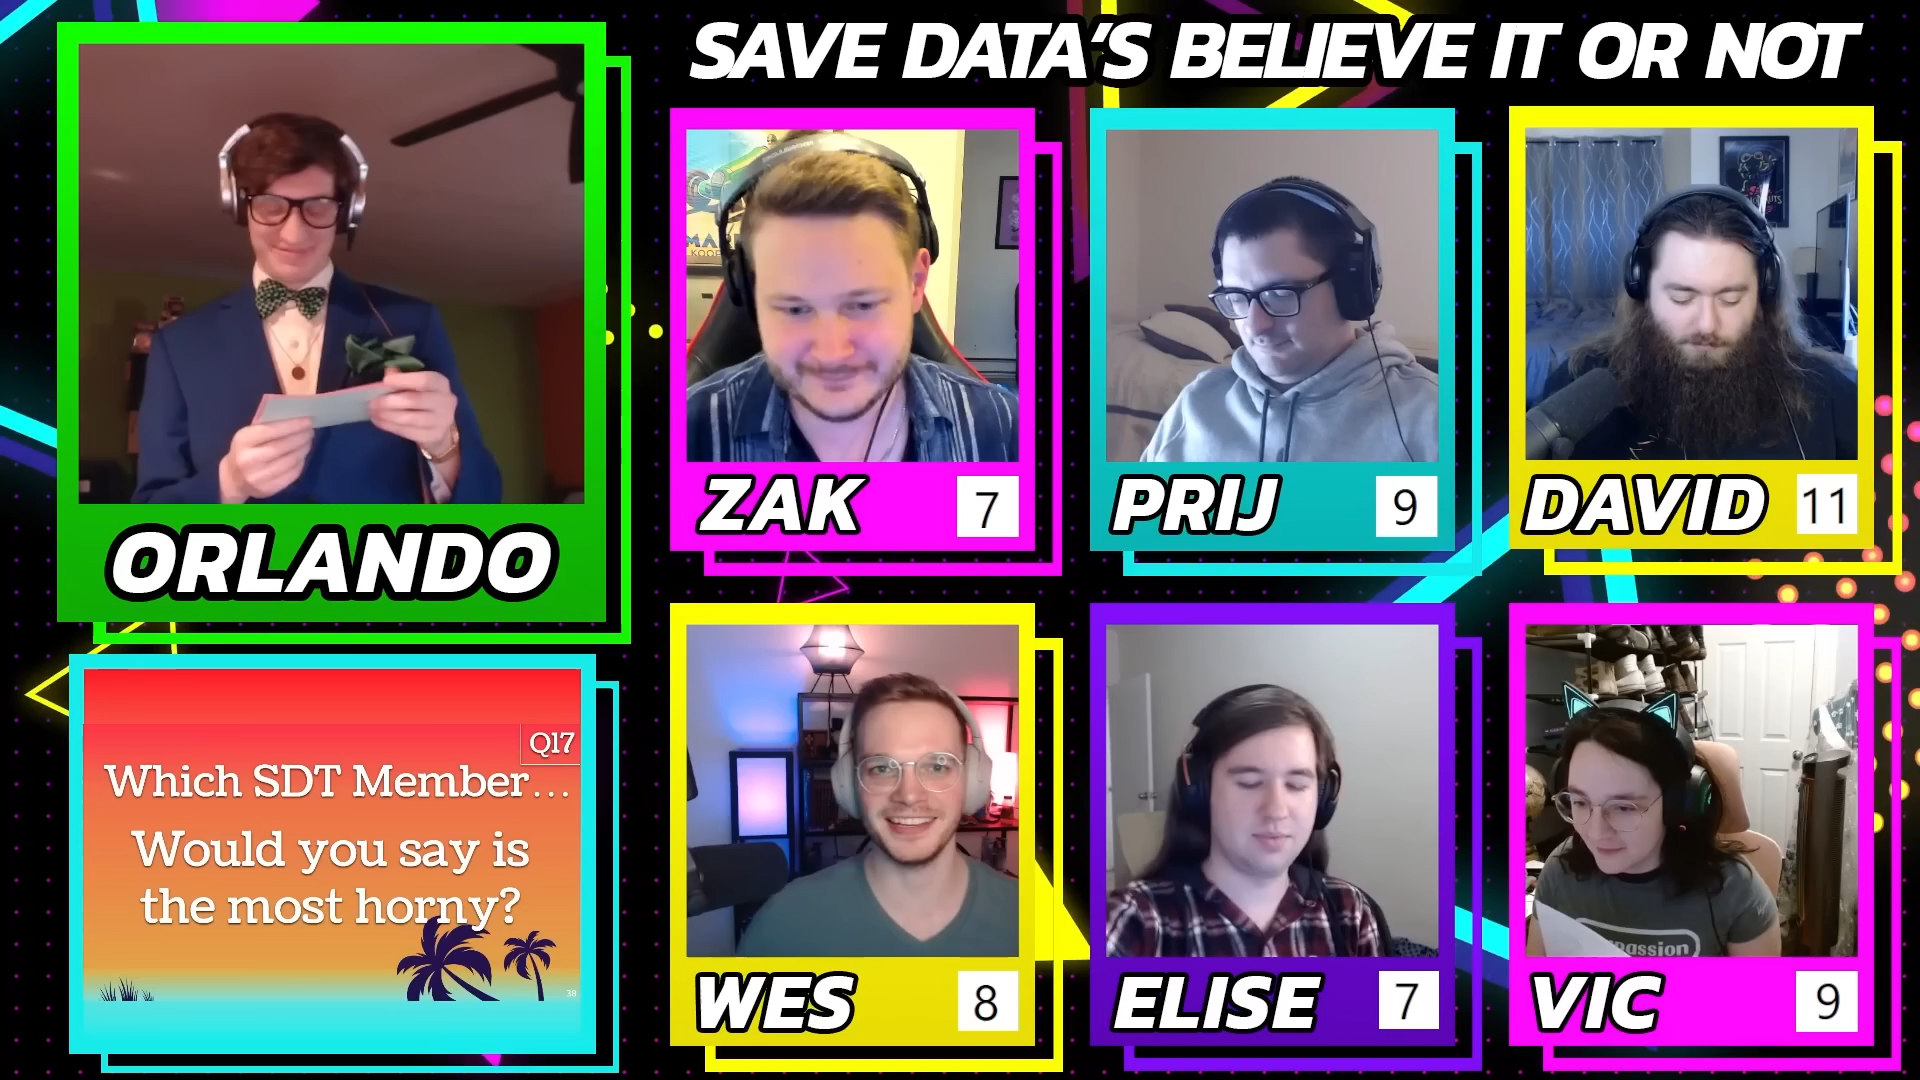 SAVE DATA'S BELIEVE IT OR NOT
ORLANDO
ZAK 7
PRIJ 9
DAVID 11
Q17
Which SDT Member...
Would you say is
the most horny?
38
WES 8
ELISE 7
VIC 9